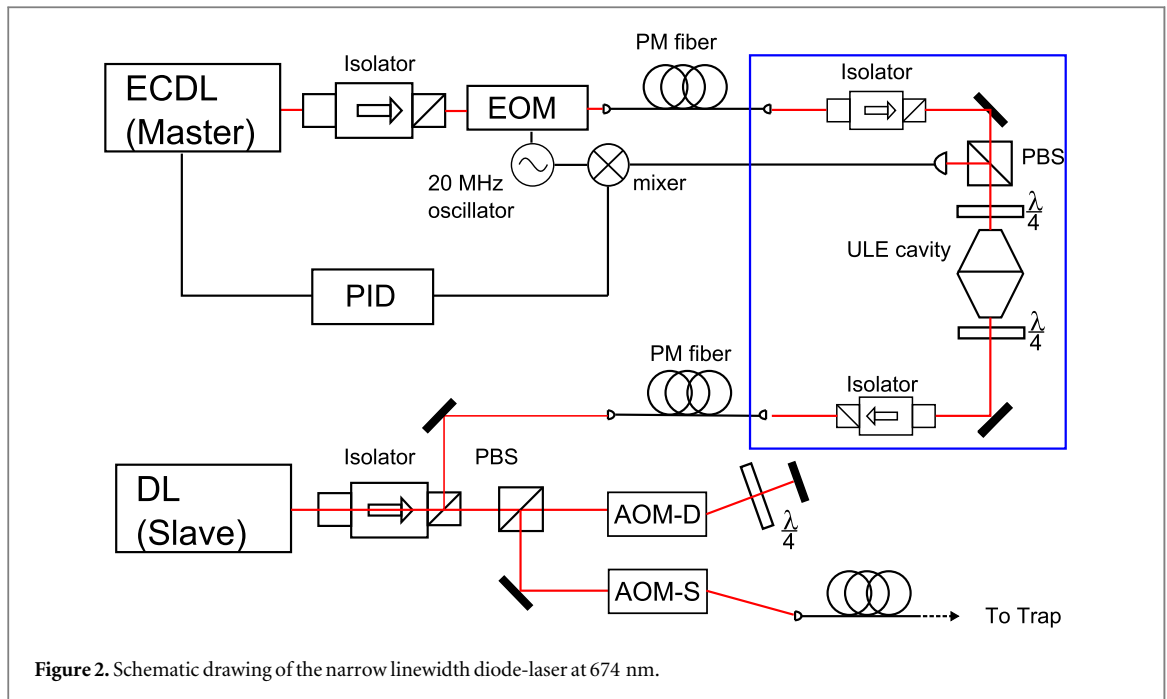 PM fiber
Isolator
Isolator
ECDL
(Master)
EOM
PBS
20 MHz
oscillator
mixer
λ
4
ULE cavity
PID
λ
4
PM fiber
Isolator
Isolator
PBS
DL
(Slave)
AOM-D
λ
4
AOM-S
To Trap
Figure 2. Schematic drawing of the narrow linewidth diode-laser at 674 nm.